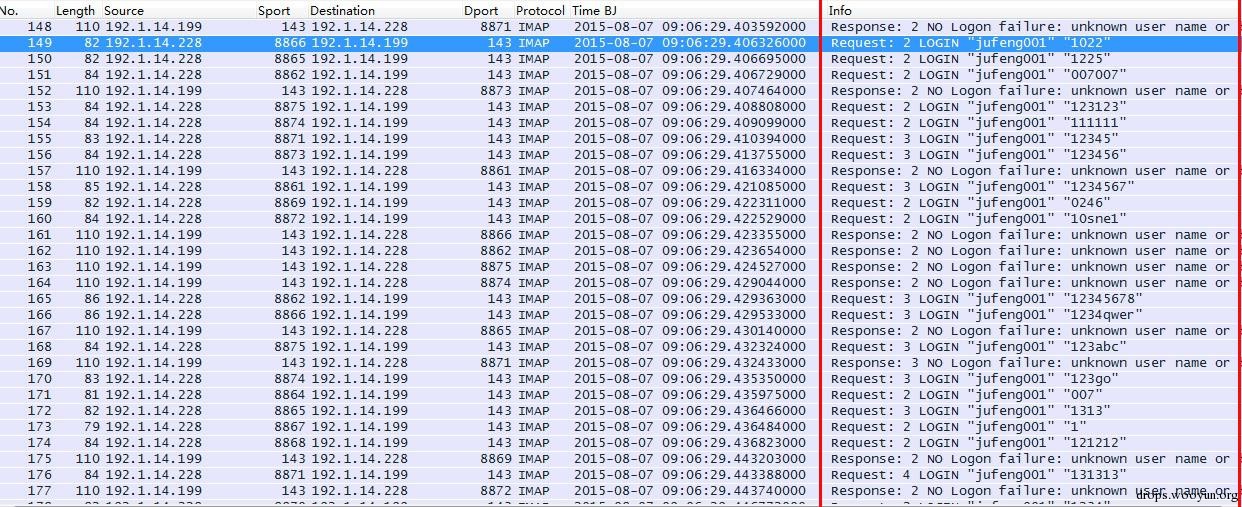 No. Length Source Sport Destination Dport Protocol Time BJ Info
148 110 192.1.14.199 143 192.1.14.228 8871 IMAP 2015-08-07 09:06:29.403592000 Response: 2 NO Logon failure: unknown user name or
149 82 192.1.14.228 8866 192.1.14.199 143 IMAP 2015-08-07 09:06:29.406326000 Request: 2 LOGIN "jufeng001" "1022"
150 82 192.1.14.228 8865 192.1.14.199 143 IMAP 2015-08-07 09:06:29.406695000 Request: 2 LOGIN "jufeng001" "1225"
151 84 192.1.14.228 8862 192.1.14.199 143 IMAP 2015-08-07 09:06:29.406729000 Request: 2 LOGIN "jufeng001" "007007"
152 110 192.1.14.199 143 192.1.14.228 8873 IMAP 2015-08-07 09:06:29.407464000 Response: 2 NO Logon failure: unknown user name or
153 84 192.1.14.228 8875 192.1.14.199 143 IMAP 2015-08-07 09:06:29.408808000 Request: 2 LOGIN "jufeng001" "123123"
154 84 192.1.14.228 8874 192.1.14.199 143 IMAP 2015-08-07 09:06:29.409099000 Request: 2 LOGIN "jufeng001" "111111"
155 83 192.1.14.228 8871 192.1.14.199 143 IMAP 2015-08-07 09:06:29.410394000 Request: 3 LOGIN "jufeng001" "12345"
156 84 192.1.14.228 8873 192.1.14.199 143 IMAP 2015-08-07 09:06:29.413755000 Request: 3 LOGIN "jufeng001" "123456"
157 110 192.1.14.199 143 192.1.14.228 8861 IMAP 2015-08-07 09:06:29.416334000 Response: 2 NO Logon failure: unknown user name or
158 85 192.1.14.228 8861 192.1.14.199 143 IMAP 2015-08-07 09:06:29.421085000 Request: 3 LOGIN "jufeng001" "1234567"
159 82 192.1.14.228 8869 192.1.14.199 143 IMAP 2015-08-07 09:06:29.422311000 Request: 2 LOGIN "jufeng001" "0246"
160 84 192.1.14.228 8872 192.1.14.199 143 IMAP 2015-08-07 09:06:29.422529000 Request: 2 LOGIN "jufeng001" "10sne1"
161 110 192.1.14.199 143 192.1.14.228 8866 IMAP 2015-08-07 09:06:29.423355000 Response: 2 NO Logon failure: unknown user name or
162 110 192.1.14.199 143 192.1.14.228 8862 IMAP 2015-08-07 09:06:29.423654000 Response: 2 NO Logon failure: unknown user name or
163 110 192.1.14.199 143 192.1.14.228 8875 IMAP 2015-08-07 09:06:29.424527000 Response: 2 NO Logon failure: unknown user name or
164 110 192.1.14.199 143 192.1.14.228 8874 IMAP 2015-08-07 09:06:29.429044000 Response: 2 NO Logon failure: unknown user name or
165 86 192.1.14.228 8862 192.1.14.199 143 IMAP 2015-08-07 09:06:29.429363000 Request: 3 LOGIN "jufeng001" "12345678"
166 86 192.1.14.228 8866 192.1.14.199 143 IMAP 2015-08-07 09:06:29.429533000 Request: 3 LOGIN "jufeng001" "1234qwer"
167 110 192.1.14.199 143 192.1.14.228 8865 IMAP 2015-08-07 09:06:29.430140000 Response: 2 NO Logon failure: unknown user name or
168 84 192.1.14.228 8875 192.1.14.199 143 IMAP 2015-08-07 09:06:29.432324000 Request: 3 LOGIN "jufeng001" "123abc"
169 110 192.1.14.199 143 192.1.14.228 8871 IMAP 2015-08-07 09:06:29.432433000 Response: 3 NO Logon failure: unknown user name or
170 83 192.1.14.228 8874 192.1.14.199 143 IMAP 2015-08-07 09:06:29.435350000 Request: 3 LOGIN "jufeng001" "123go"
171 81 192.1.14.228 8864 192.1.14.199 143 IMAP 2015-08-07 09:06:29.435975000 Request: 2 LOGIN "jufeng001" "007"
172 82 192.1.14.228 8865 192.1.14.199 143 IMAP 2015-08-07 09:06:29.436466000 Request: 3 LOGIN "jufeng001" "1313"
173 79 192.1.14.228 8867 192.1.14.199 143 IMAP 2015-08-07 09:06:29.436484000 Request: 2 LOGIN "jufeng001" "1"
174 84 192.1.14.228 8868 192.1.14.199 143 IMAP 2015-08-07 09:06:29.436823000 Request: 2 LOGIN "jufeng001" "121212"
175 110 192.1.14.199 143 192.1.14.228 8869 IMAP 2015-08-07 09:06:29.443203000 Response: 2 NO Logon failure: unknown user name or
176 84 192.1.14.228 8871 192.1.14.199 143 IMAP 2015-08-07 09:06:29.443388000 Request: 4 LOGIN "jufeng001" "131313"
177 110 192.1.14.199 143 192.1.14.228 8872 IMAP 2015-08-07 09:06:29.443740000 Response: 2 NO Logon failure: unknown user name or
drops.wooyun.org